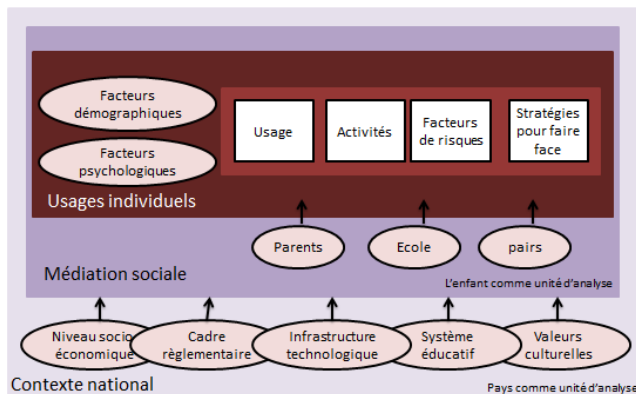 Facteurs
démographiques
Facteurs
psychologiques
Usage
Activités
Facteurs
de risques
Stratégies
pour faire
face
Usages individuels
Parents
Ecole
pairs
Médiation sociale
L'enfant comme unité d'analyse
Niveau socio
économique
Cadre
règlementaire
Infrastructure
technologique
Système
éducatif
Valeurs
culturelles
Contexte national
Pays comme unité d'analyse